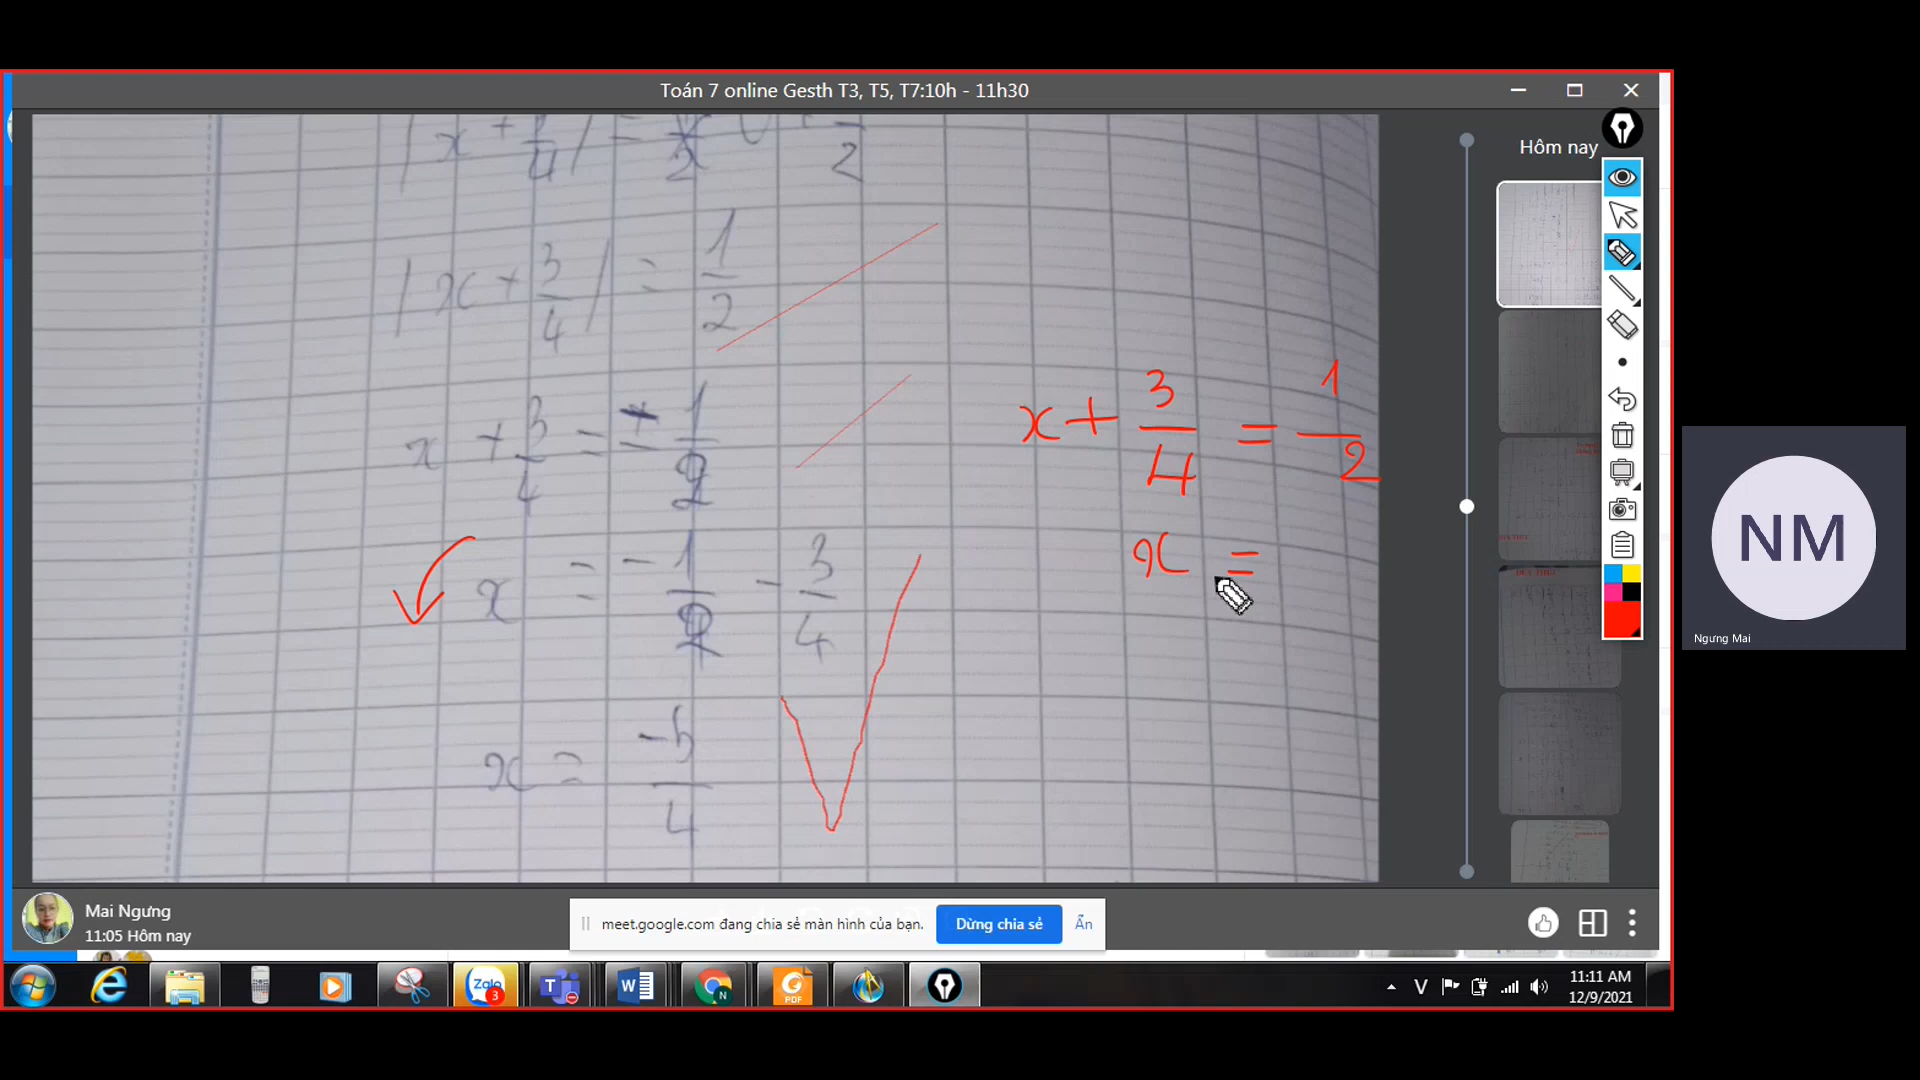 Toán 7 online Gesth T3, T5, T7:10h - 11h30
Hôm nay
|x + 3/4| = 1/2
x + 3/4 = ± 1/2
x = -1/2 - 3/4
x = -5/4
x + 3/4 = 1/2
x =
NM
Ngưng Mai
Mai Ngưng
11:05 Hôm nay
meet.google.com đang chia sẻ màn hình của bạn.
Dừng chia sẻ
Ẩn
Zalo
3
N
PDF
V
11:11 AM
12/9/2021